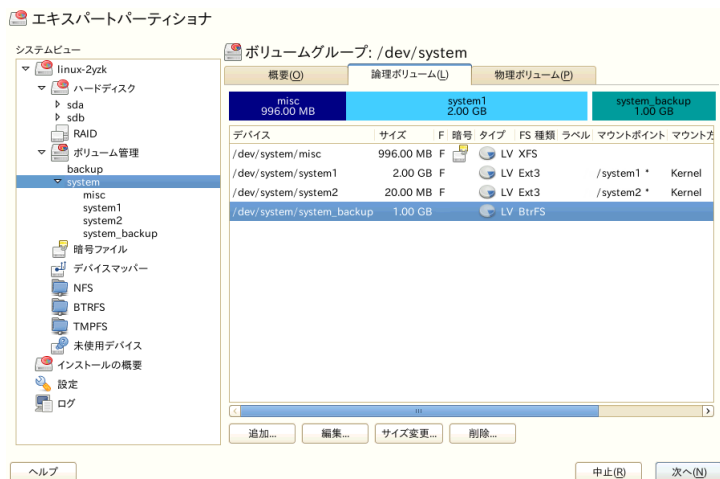 エキスパートパーティショナ
システムビュー
linux-2yzk
ハードディスク
sda
sdb
RAID
ボリューム管理
backup
system
misc
system1
system2
system_backup
暗号ファイル
デバイスマッパー
NFS
BTRFS
TMPFS
未使用デバイス
インストールの概要
設定
ログ
ボリュームグループ: /dev/system
概要(O) 論理ボリューム(L) 物理ボリューム(P)
misc system1 system_backup
996.00 MB 2.00 GB 1.00 GB
デバイス サイズ F 暗号 タイプ FS 種類 ラベル マウントポイント マウント方
/dev/system/misc 996.00 MB F LV XFS
/dev/system/system1 2.00 GB F LV Ext3 /system1 * Kernel
/dev/system/system2 20.00 MB F LV Ext3 /system2 * Kernel
/dev/system/system_backup 1.00 GB LV BtrFS
追加... 編集... サイズ変更... 削除...
ヘルプ 中止(R) 次へ(N)